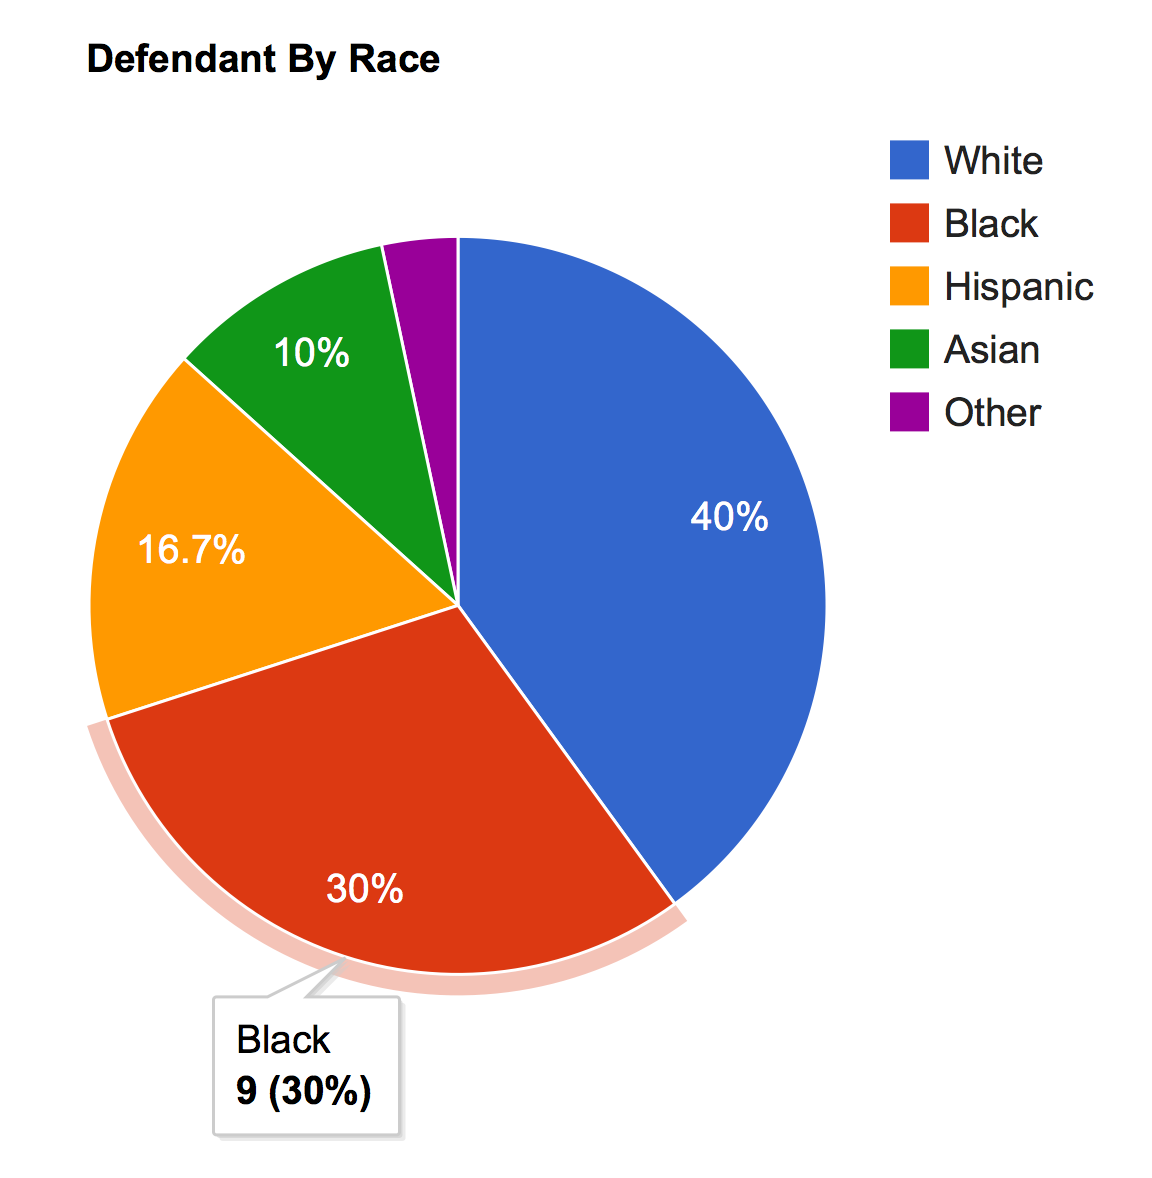 Defendant By Race
White
Black
Hispanic
Asian
Other
10%
40%
16.7%
30%
Black
9 (30%)